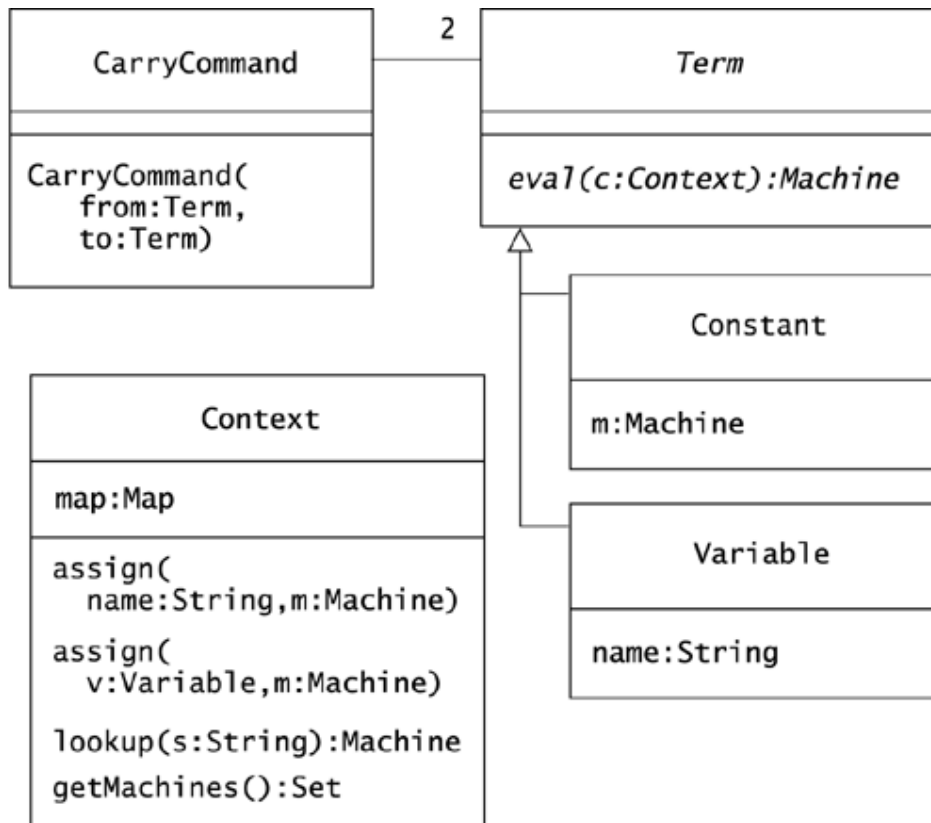 CarryCommand
2
Term
CarryCommand(
from:Term,
to:Term)
eval(c:Context):Machine
Constant
m:Machine
Variable
name:String
Context
map:Map
assign(
name:String,m:Machine)
assign(
v:Variable,m:Machine)
lookup(s:String):Machine
getMachines():Set